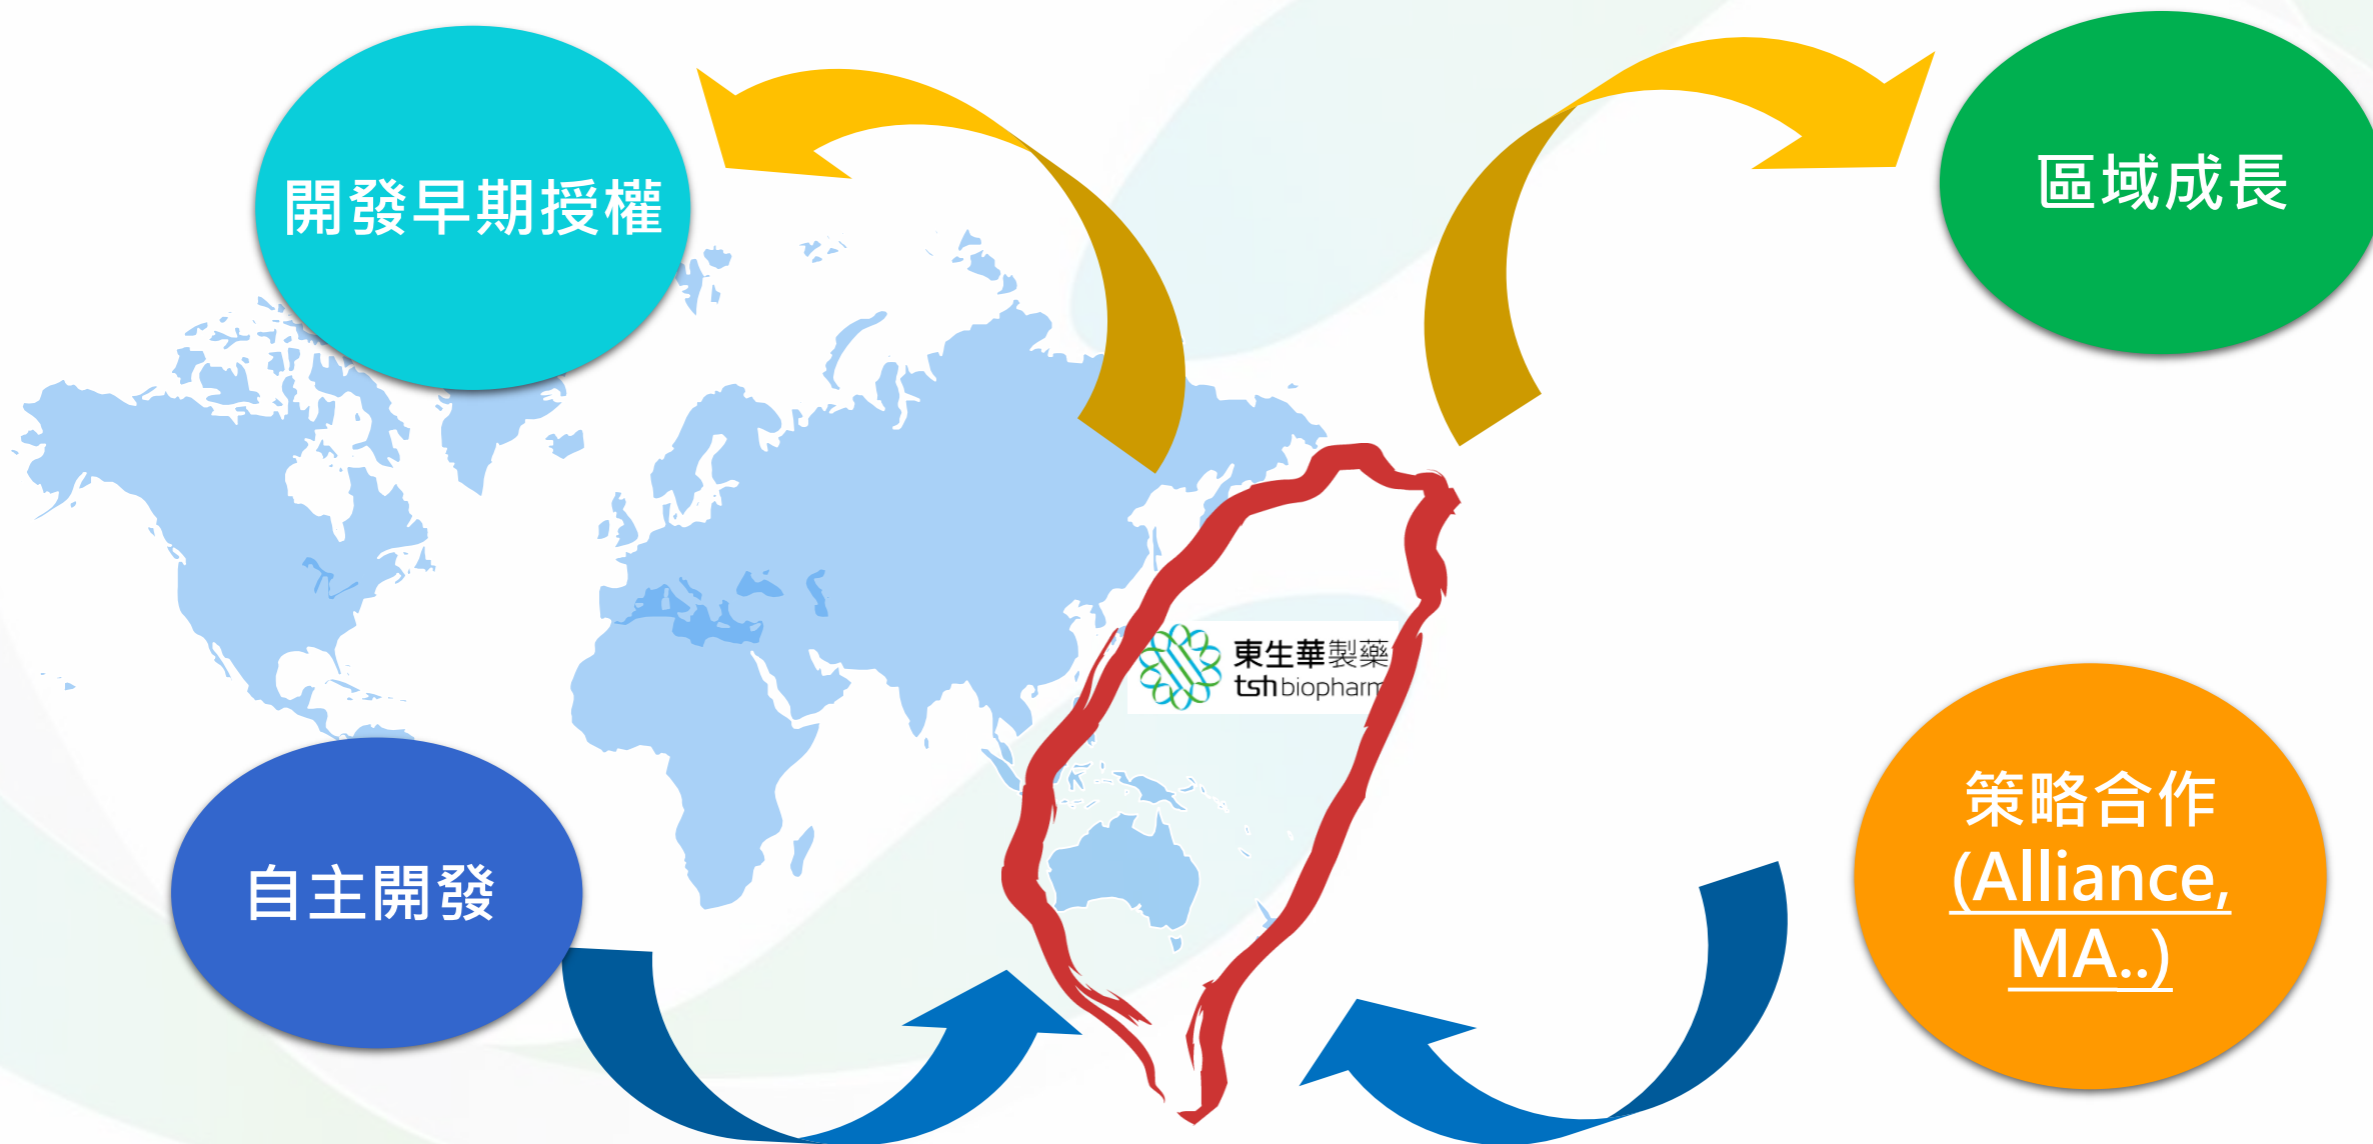 開發早期授權
區域成長
東生華製藥
tsh biopharm
自主開發
策略合作
(Alliance,
MA..)